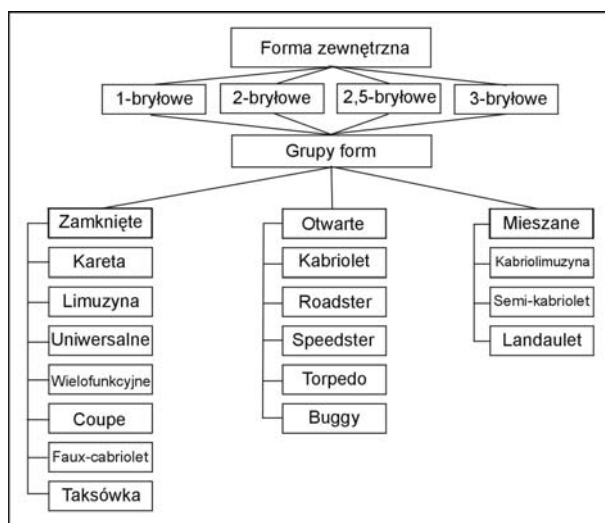 Forma zewnętrzna
1-bryłowe
2-bryłowe
2,5-bryłowe
3-bryłowe
Grupy form
Zamknięte
Kareta
Limuzyna
Uniwersalne
Wielofunkcyjne
Coupe
Faux-cabriolet
Taksówka
Otwarte
Kabriolet
Roadster
Speedster
Torpedo
Buggy
Mieszane
Kabriolimuzyna
Semi-kabriolet
Landaulet